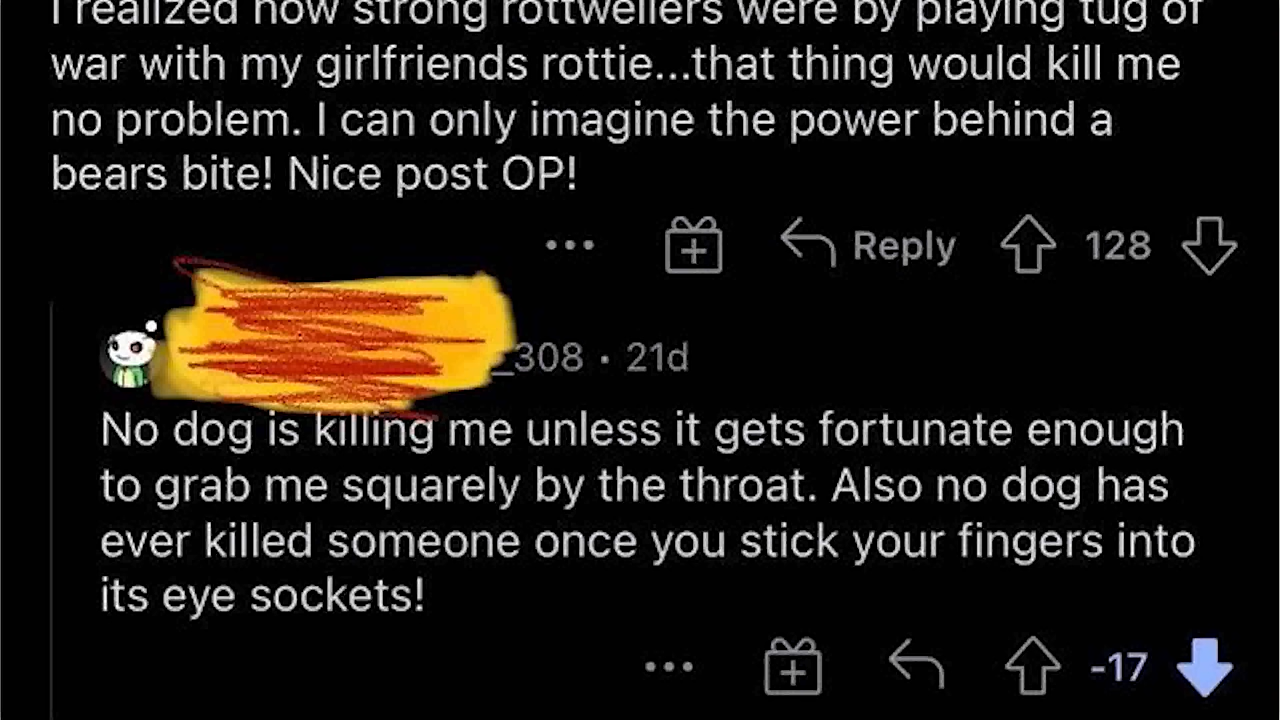 I realized how strong rottweilers were by playing tug of
war with my girlfriends rottie...that thing would kill me
no problem. I can only imagine the power behind a
bears bite! Nice post OP!
... Reply 128
_308 · 21d
No dog is killing me unless it gets fortunate enough
to grab me squarely by the throat. Also no dog has
ever killed someone once you stick your fingers into
its eye sockets!
... -17